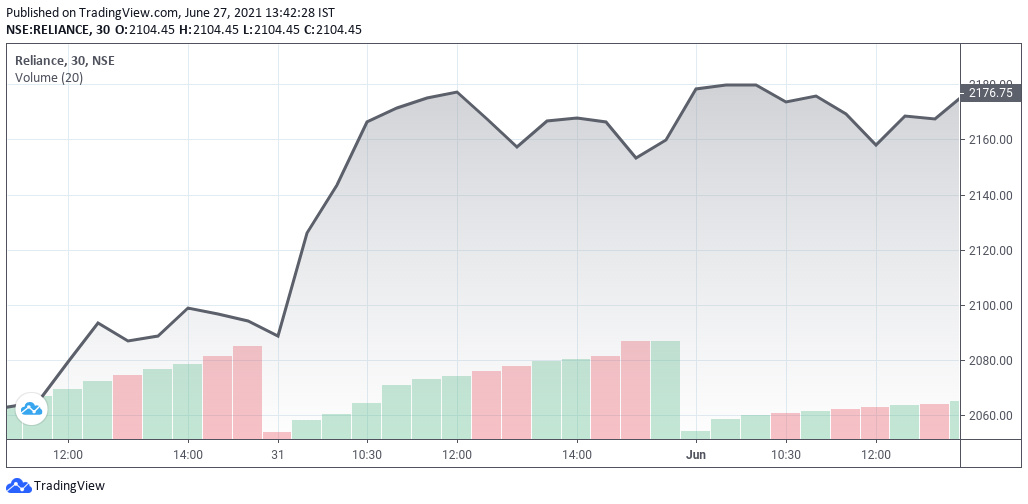 Published on TradingView.com, June 27, 2021 13:42:28 IST
NSE:RELIANCE, 30 O:2104.45 H:2104.45 L:2104.45 C:2104.45
Reliance, 30, NSE
Volume (20)
2180.00
2176.75
2160.00
2140.00
2120.00
2100.00
2080.00
2060.00
12:00 14:00 31 10:30 12:00 14:00 Jun 10:30 12:00
TradingView